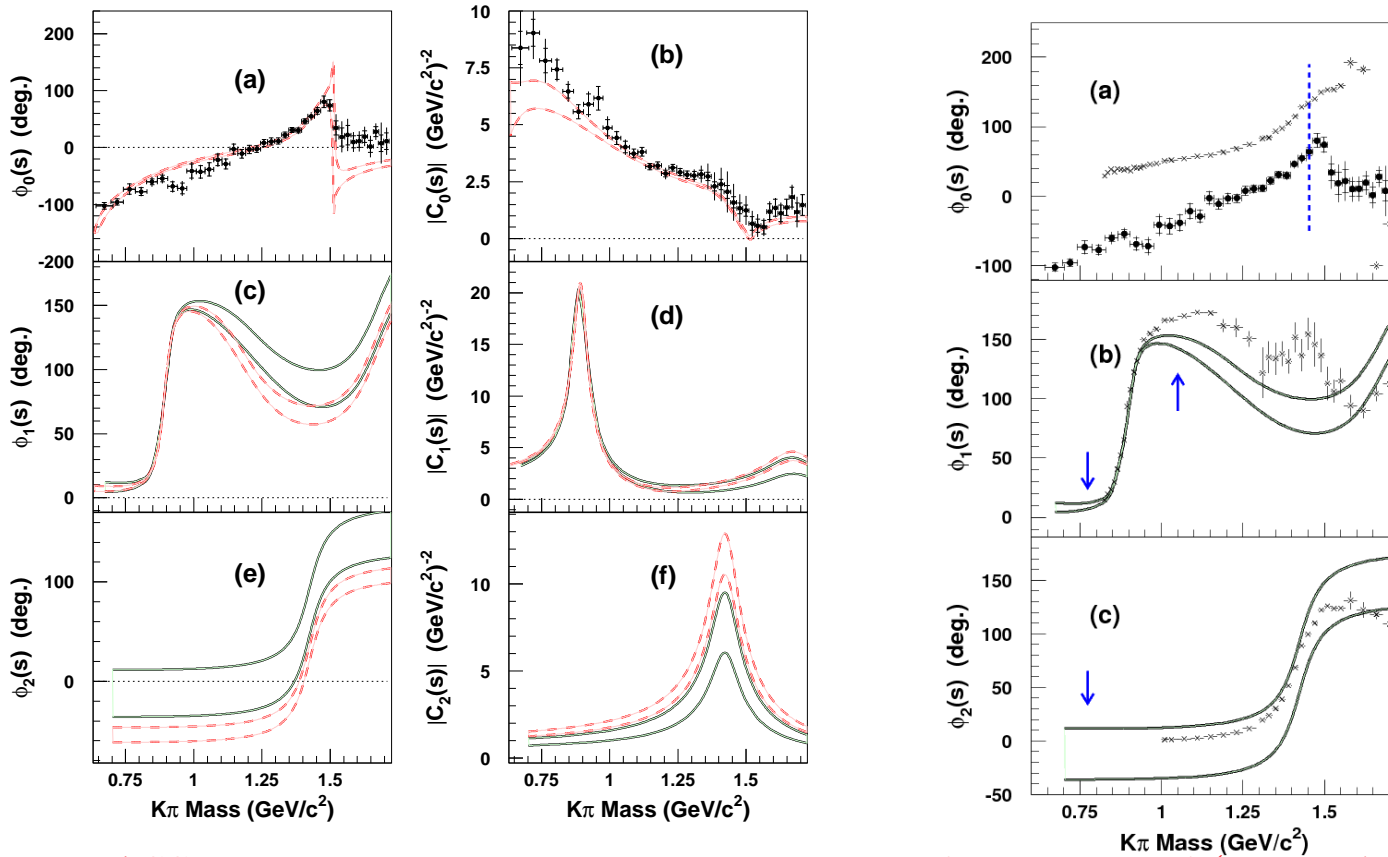 (a)
ϕ0(s) (deg.)
200
100
0
-100
-200
(b)
|C0(s)| (GeV/c2)-2
10
7.5
5
2.5
0
(c)
ϕ1(s) (deg.)
150
100
50
0
(d)
|C1(s)| (GeV/c2)-2
20
15
10
5
0
(e)
ϕ2(s) (deg.)
100
0
0.75 1 1.25 1.5
Kπ Mass (GeV/c2)
(f)
|C2(s)| (GeV/c2)-2
10
5
0
0.75 1 1.25 1.5
Kπ Mass (GeV/c2)
(a)
ϕ0(s) (deg.)
200
100
0
-100
(b)
ϕ1(s) (deg.)
200
150
100
50
0
(c)
ϕ2(s) (deg.)
150
100
50
0
-50
0.75 1 1.25 1.5
Kπ Mass (GeV/c2)